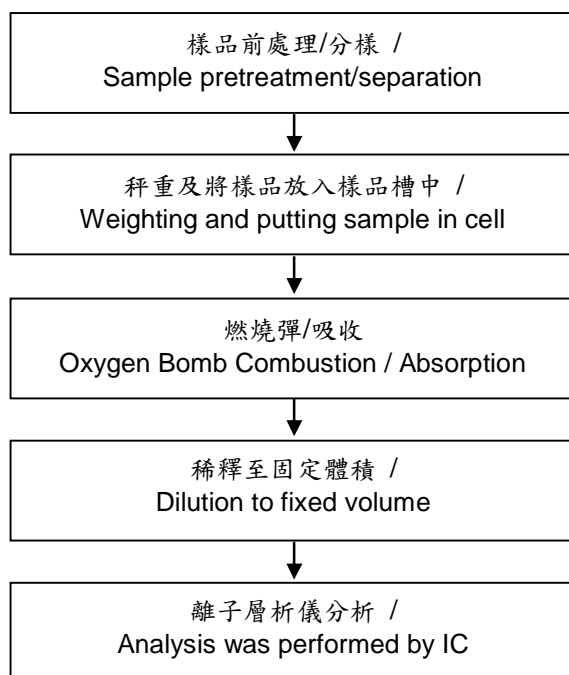 樣品前處理/分樣 /
Sample pretreatment/separation
秤重及將樣品放入樣品槽中 /
Weighting and putting sample in cell
燃燒彈/吸收
Oxygen Bomb Combustion / Absorption
稀釋至固定體積 /
Dilution to fixed volume
離子層析儀分析 /
Analysis was performed by IC